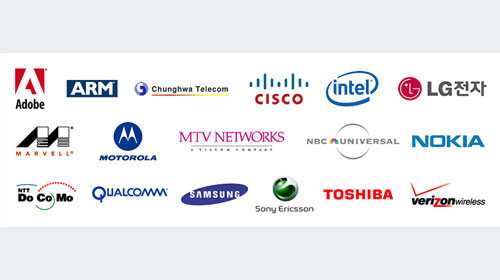 Adobe
ARM
Chunghwa Telecom
CISCO
intel
LG전자
MARVELL®
MOTOROLA
MTV NETWORKS
A VIACOM COMPANY
NBC UNIVERSAL
NOKIA
NTT
DoCoMo
QUALCOMM
SAMSUNG
Sony Ericsson
TOSHIBA
verizonwireless